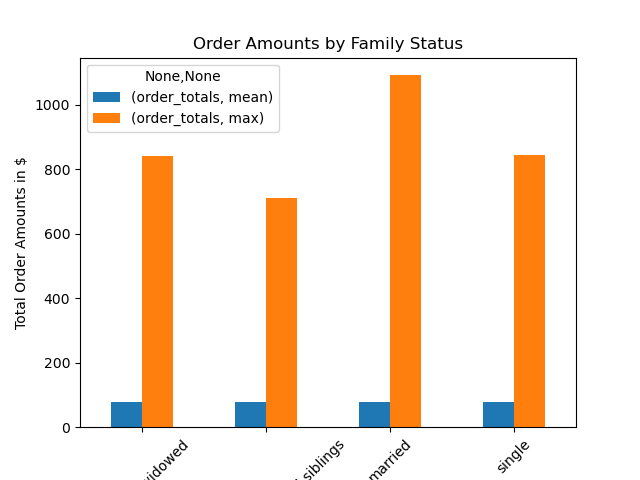 Order Amounts by Family Status
None,None
(order_totals, mean)
(order_totals, max)
Total Order Amounts in $
1000
800
600
400
200
0
siblings
married
single